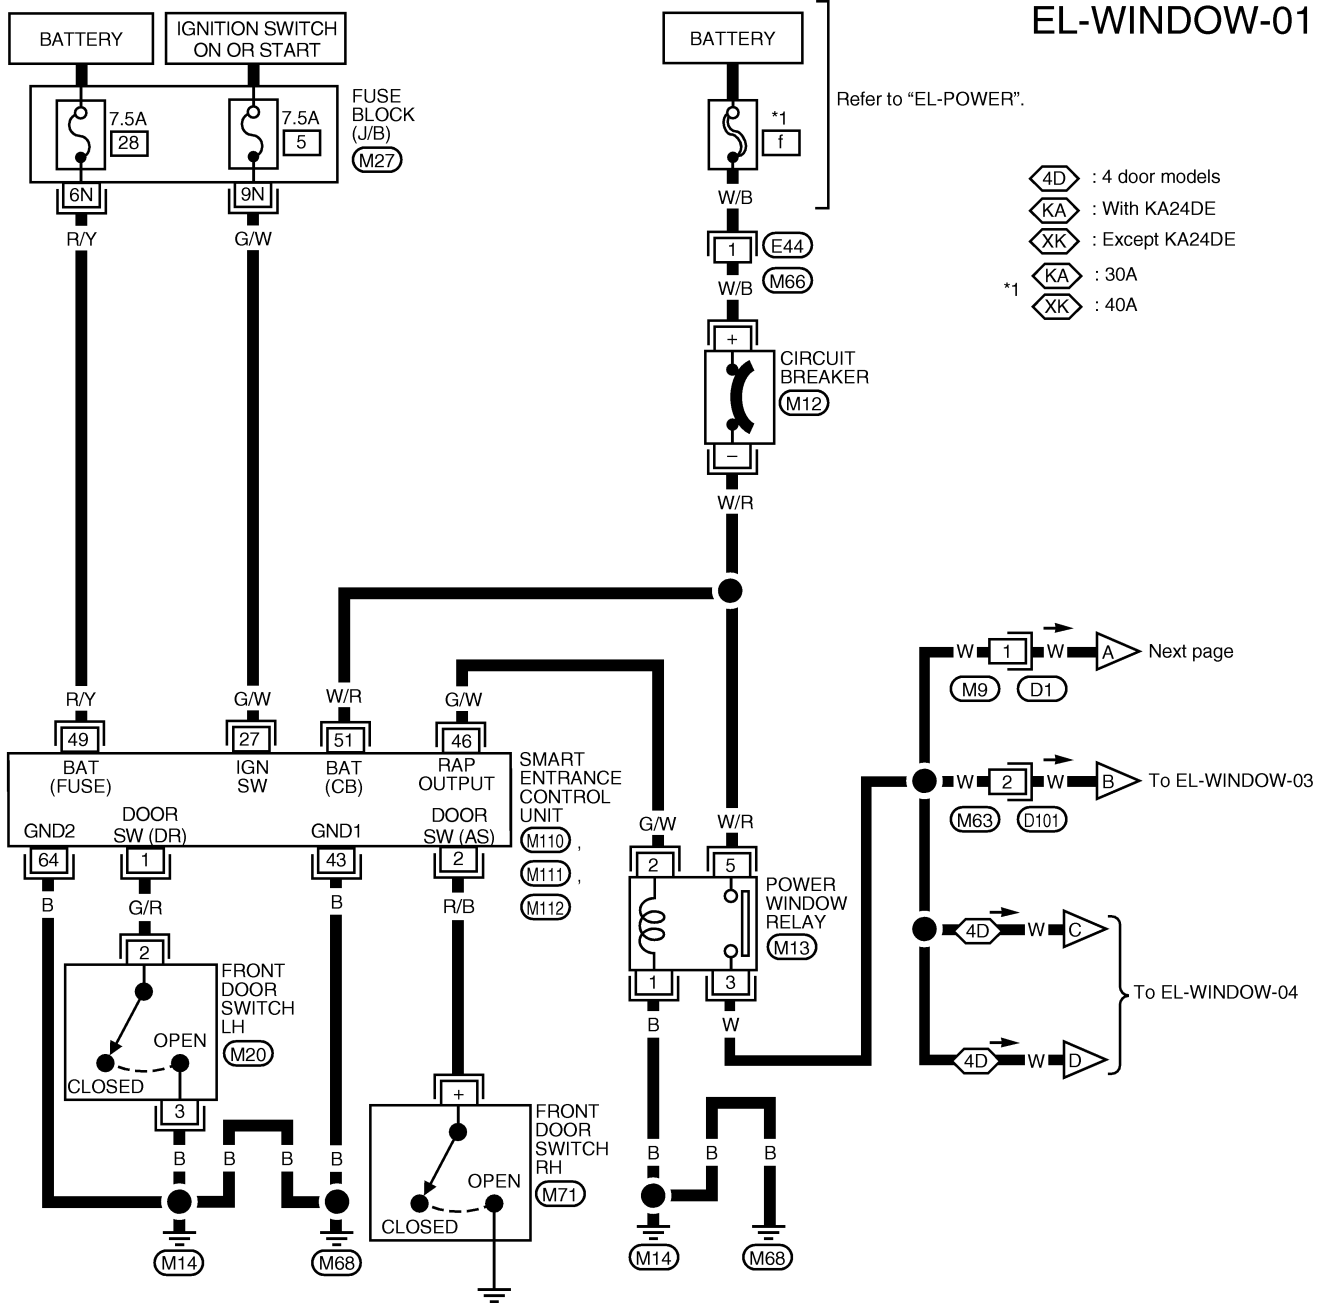 EL-WINDOW-01
BATTERY
IGNITION SWITCH
ON OR START
BATTERY
Refer to “EL-POWER”.
7.5A
28
7.5A
5
FUSE
BLOCK
(J/B)
M27
*1
f
6N
9N
W/B
R/Y
G/W
1
E44
M66
W/B
4D : 4 door models
KA : With KA24DE
XK : Except KA24DE
*1
KA : 30A
XK : 40A
+
CIRCUIT
BREAKER
M12
–
W/R
R/Y
G/W
W/R
G/W
49
27
51
46
BAT
(FUSE)
IGN
SW
BAT
(CB)
RAP
OUTPUT
GND2
DOOR
SW (DR)
GND1
DOOR
SW (AS)
SMART
ENTRANCE
CONTROL
UNIT
M110 ,
M111 ,
M112
64
1
43
2
B
G/R
B
R/B
2
FRONT
DOOR
SWITCH
LH
M20
OPEN
CLOSED
3
B
B
B
B
M14
M68
+
FRONT
DOOR
SWITCH
RH
M71
OPEN
CLOSED
G/W
W/R
2
5
POWER
WINDOW
RELAY
M13
1
3
B
W
B
B
B
M14
M68
W
1
W
A
Next page
M9
D1
W
2
W
B
To EL-WINDOW-03
M63
D101
4D
W
C
To EL-WINDOW-04
4D
W
D